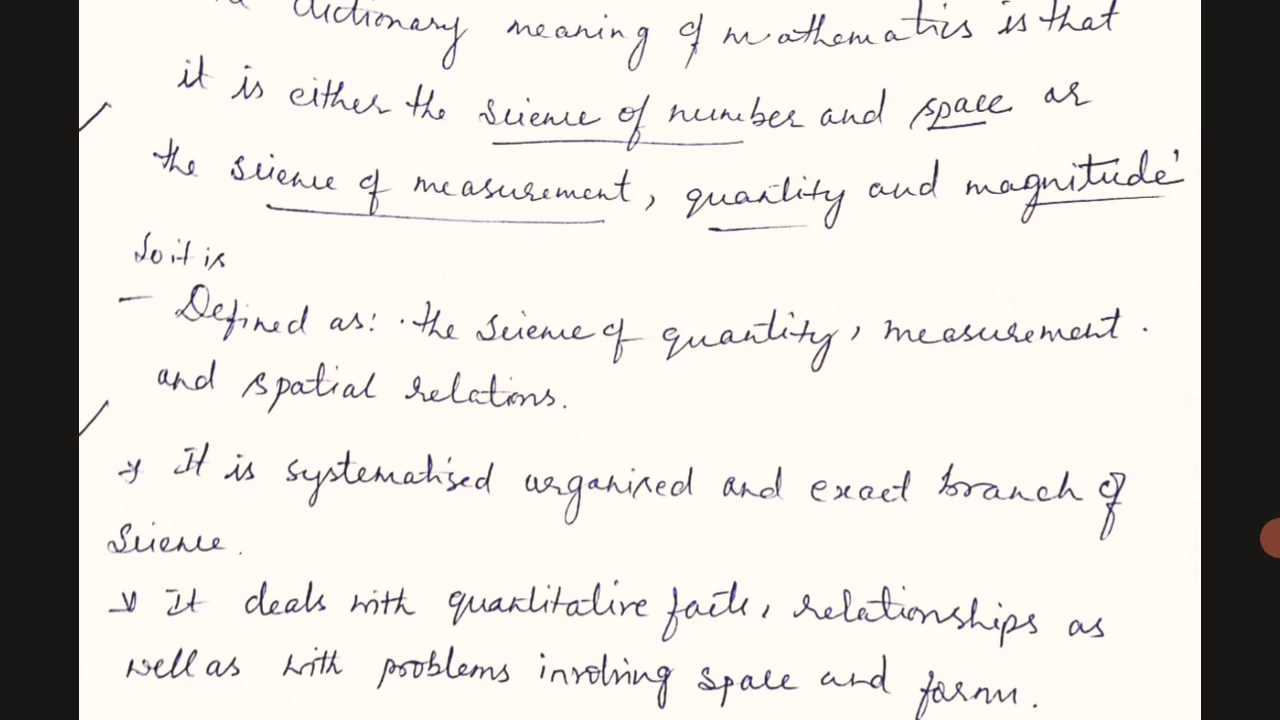 dictionary meaning of mathematics is that
it is either the science of number and space or
the science of measurement, quantity and magnitude'
So it is
- Defined as: the science of quantity, measurement.
and spatial relations.
It is systematised organised and exact branch of
Science.
It deals with quantitative facts, relationships as
well as with problems involving space and form.